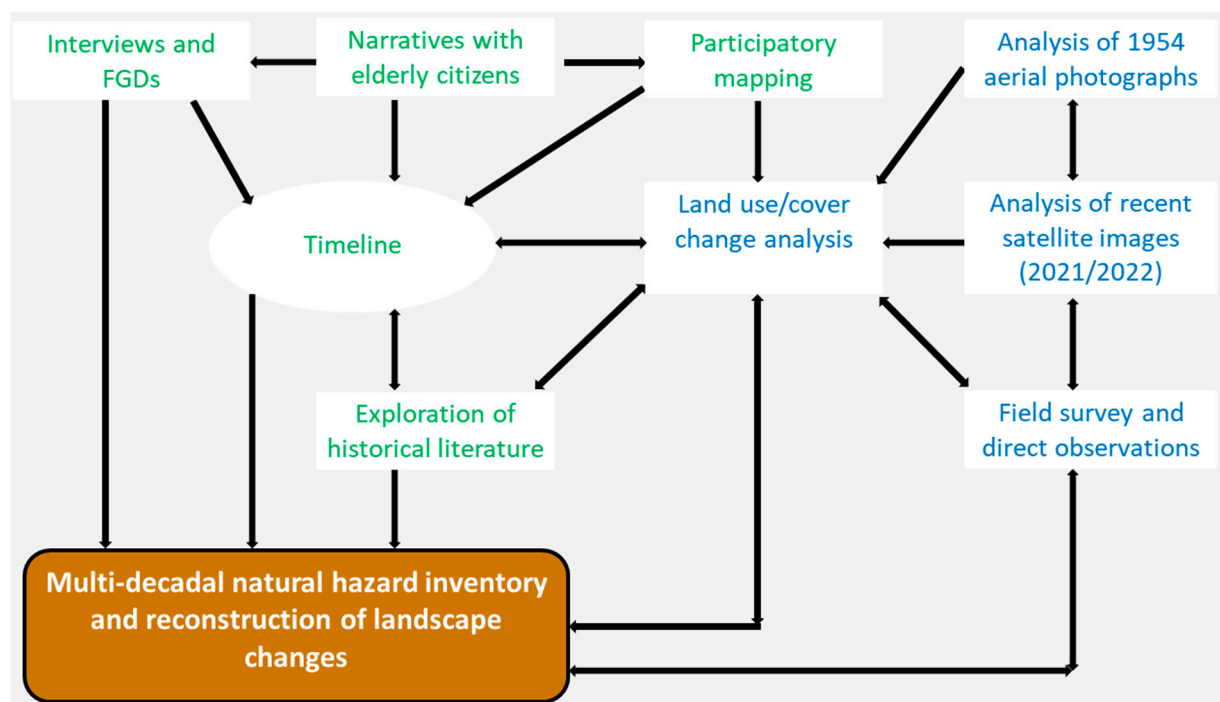 Interviews and
FGDs
Narratives with
elderly citizens
Participatory
mapping
Analysis of 1954
aerial photographs
Timeline
Land use/cover
change analysis
Analysis of recent
satellite images
(2021/2022)
Exploration of
historical literature
Field survey and
direct observations
Multi-decadal natural hazard inventory
and reconstruction of landscape
changes